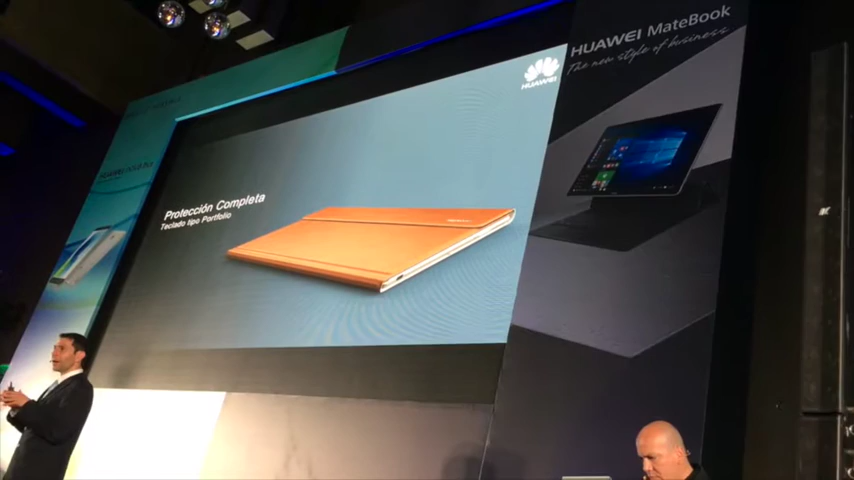 HUAWEI MateBook
The new style of business
HUAWEI
Protección Completa
Teclado tipo Portfolio